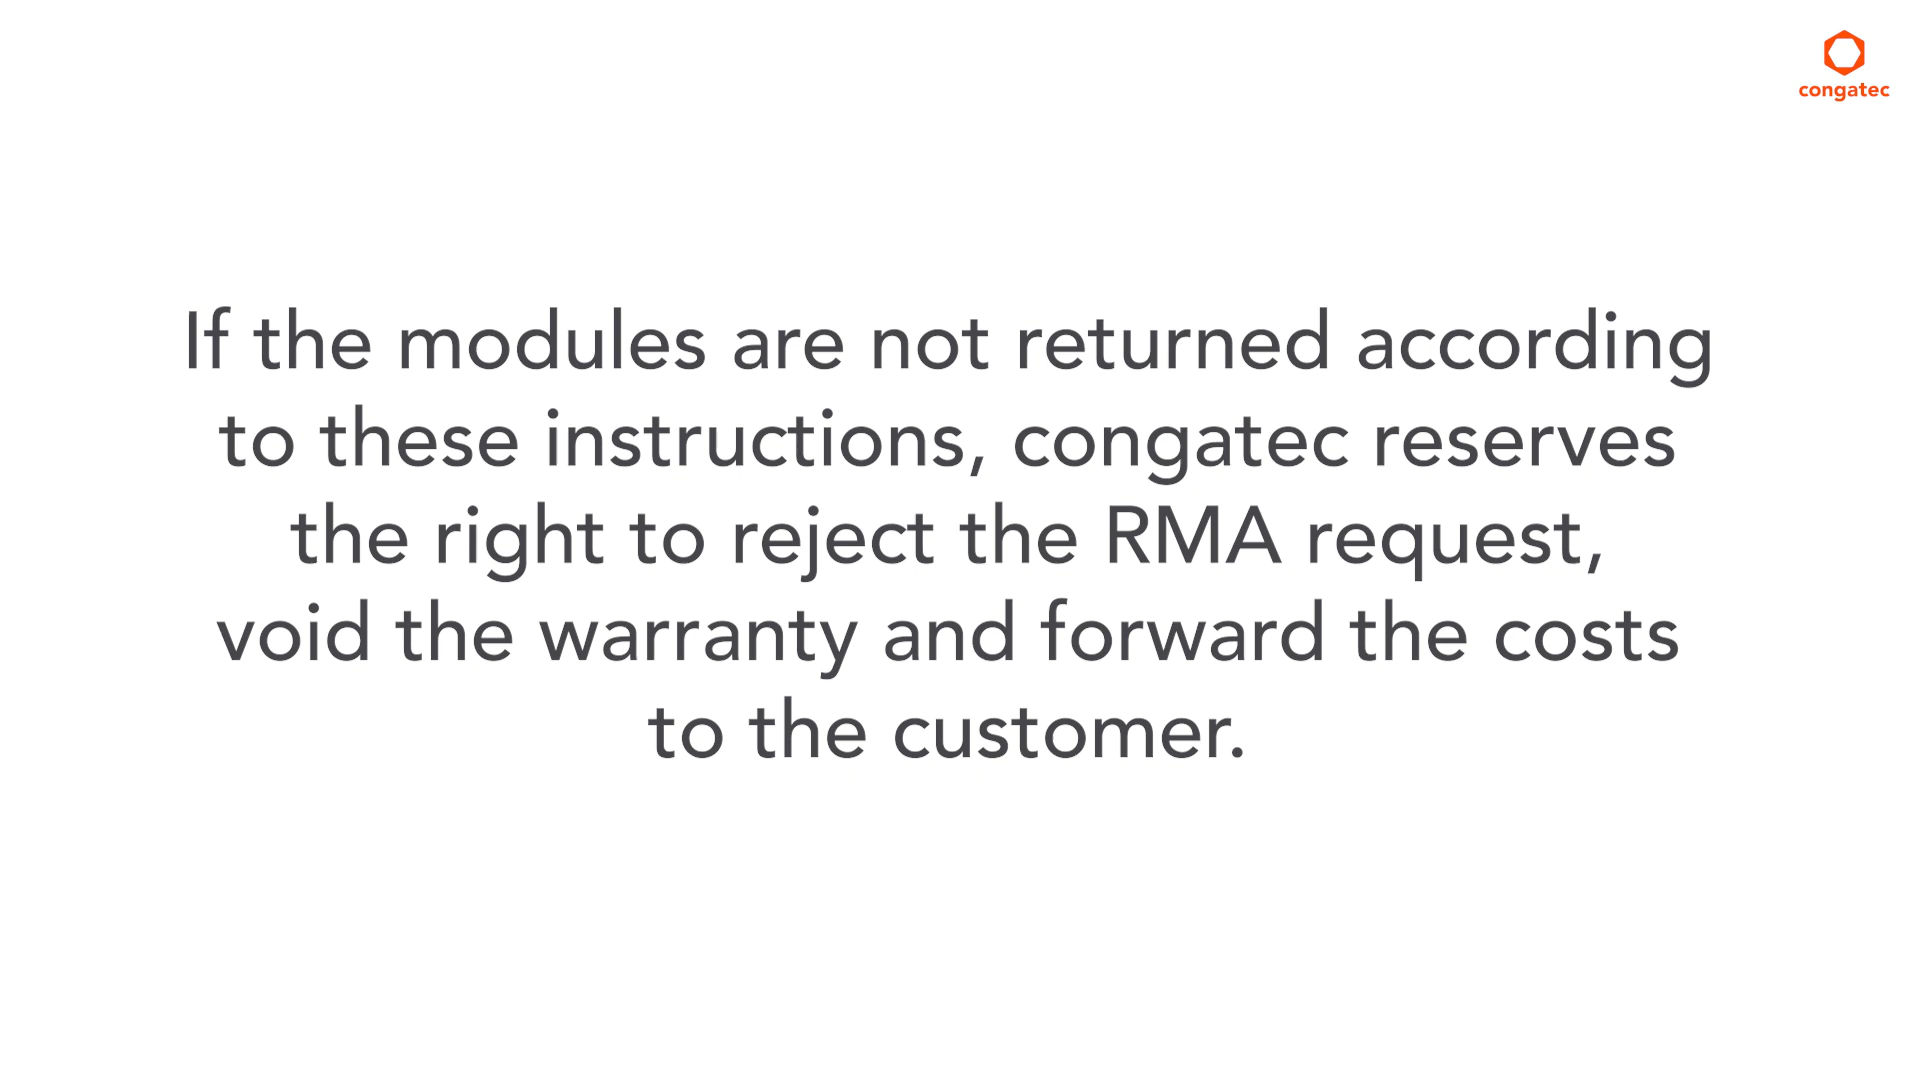 congatec
If the modules are not returned according
to these instructions, congatec reserves
the right to reject the RMA request,
void the warranty and forward the costs
to the customer.